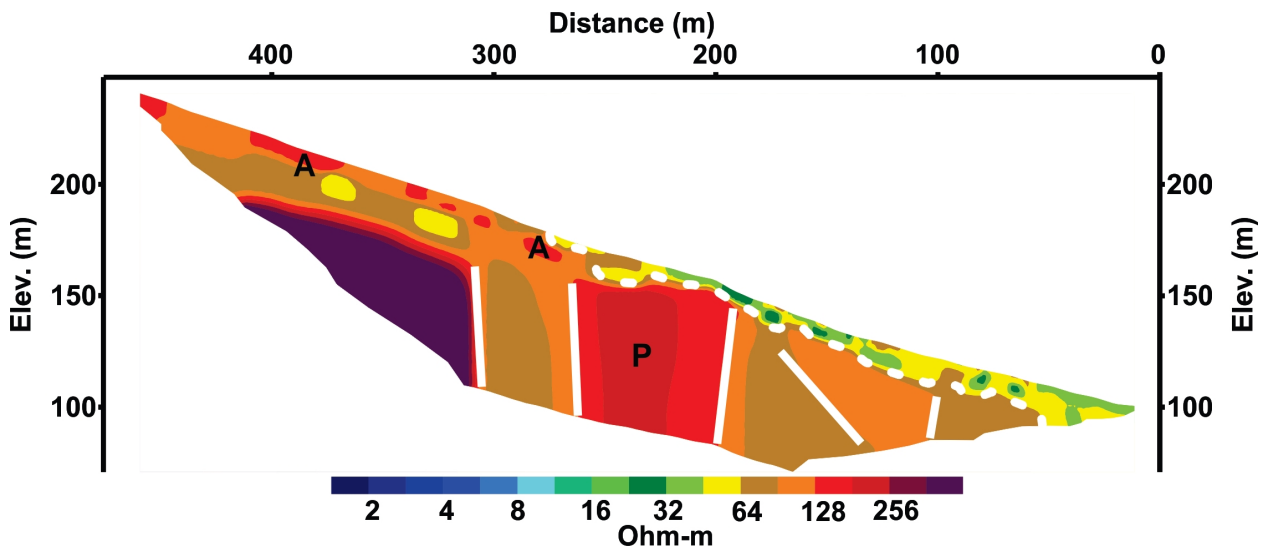 Distance (m)
400 300 200 100 0
A
200 200
A
Elev. (m) Elev. (m)
150 150
P
100 100
2 4 8 16 32 64 128 256
Ohm-m